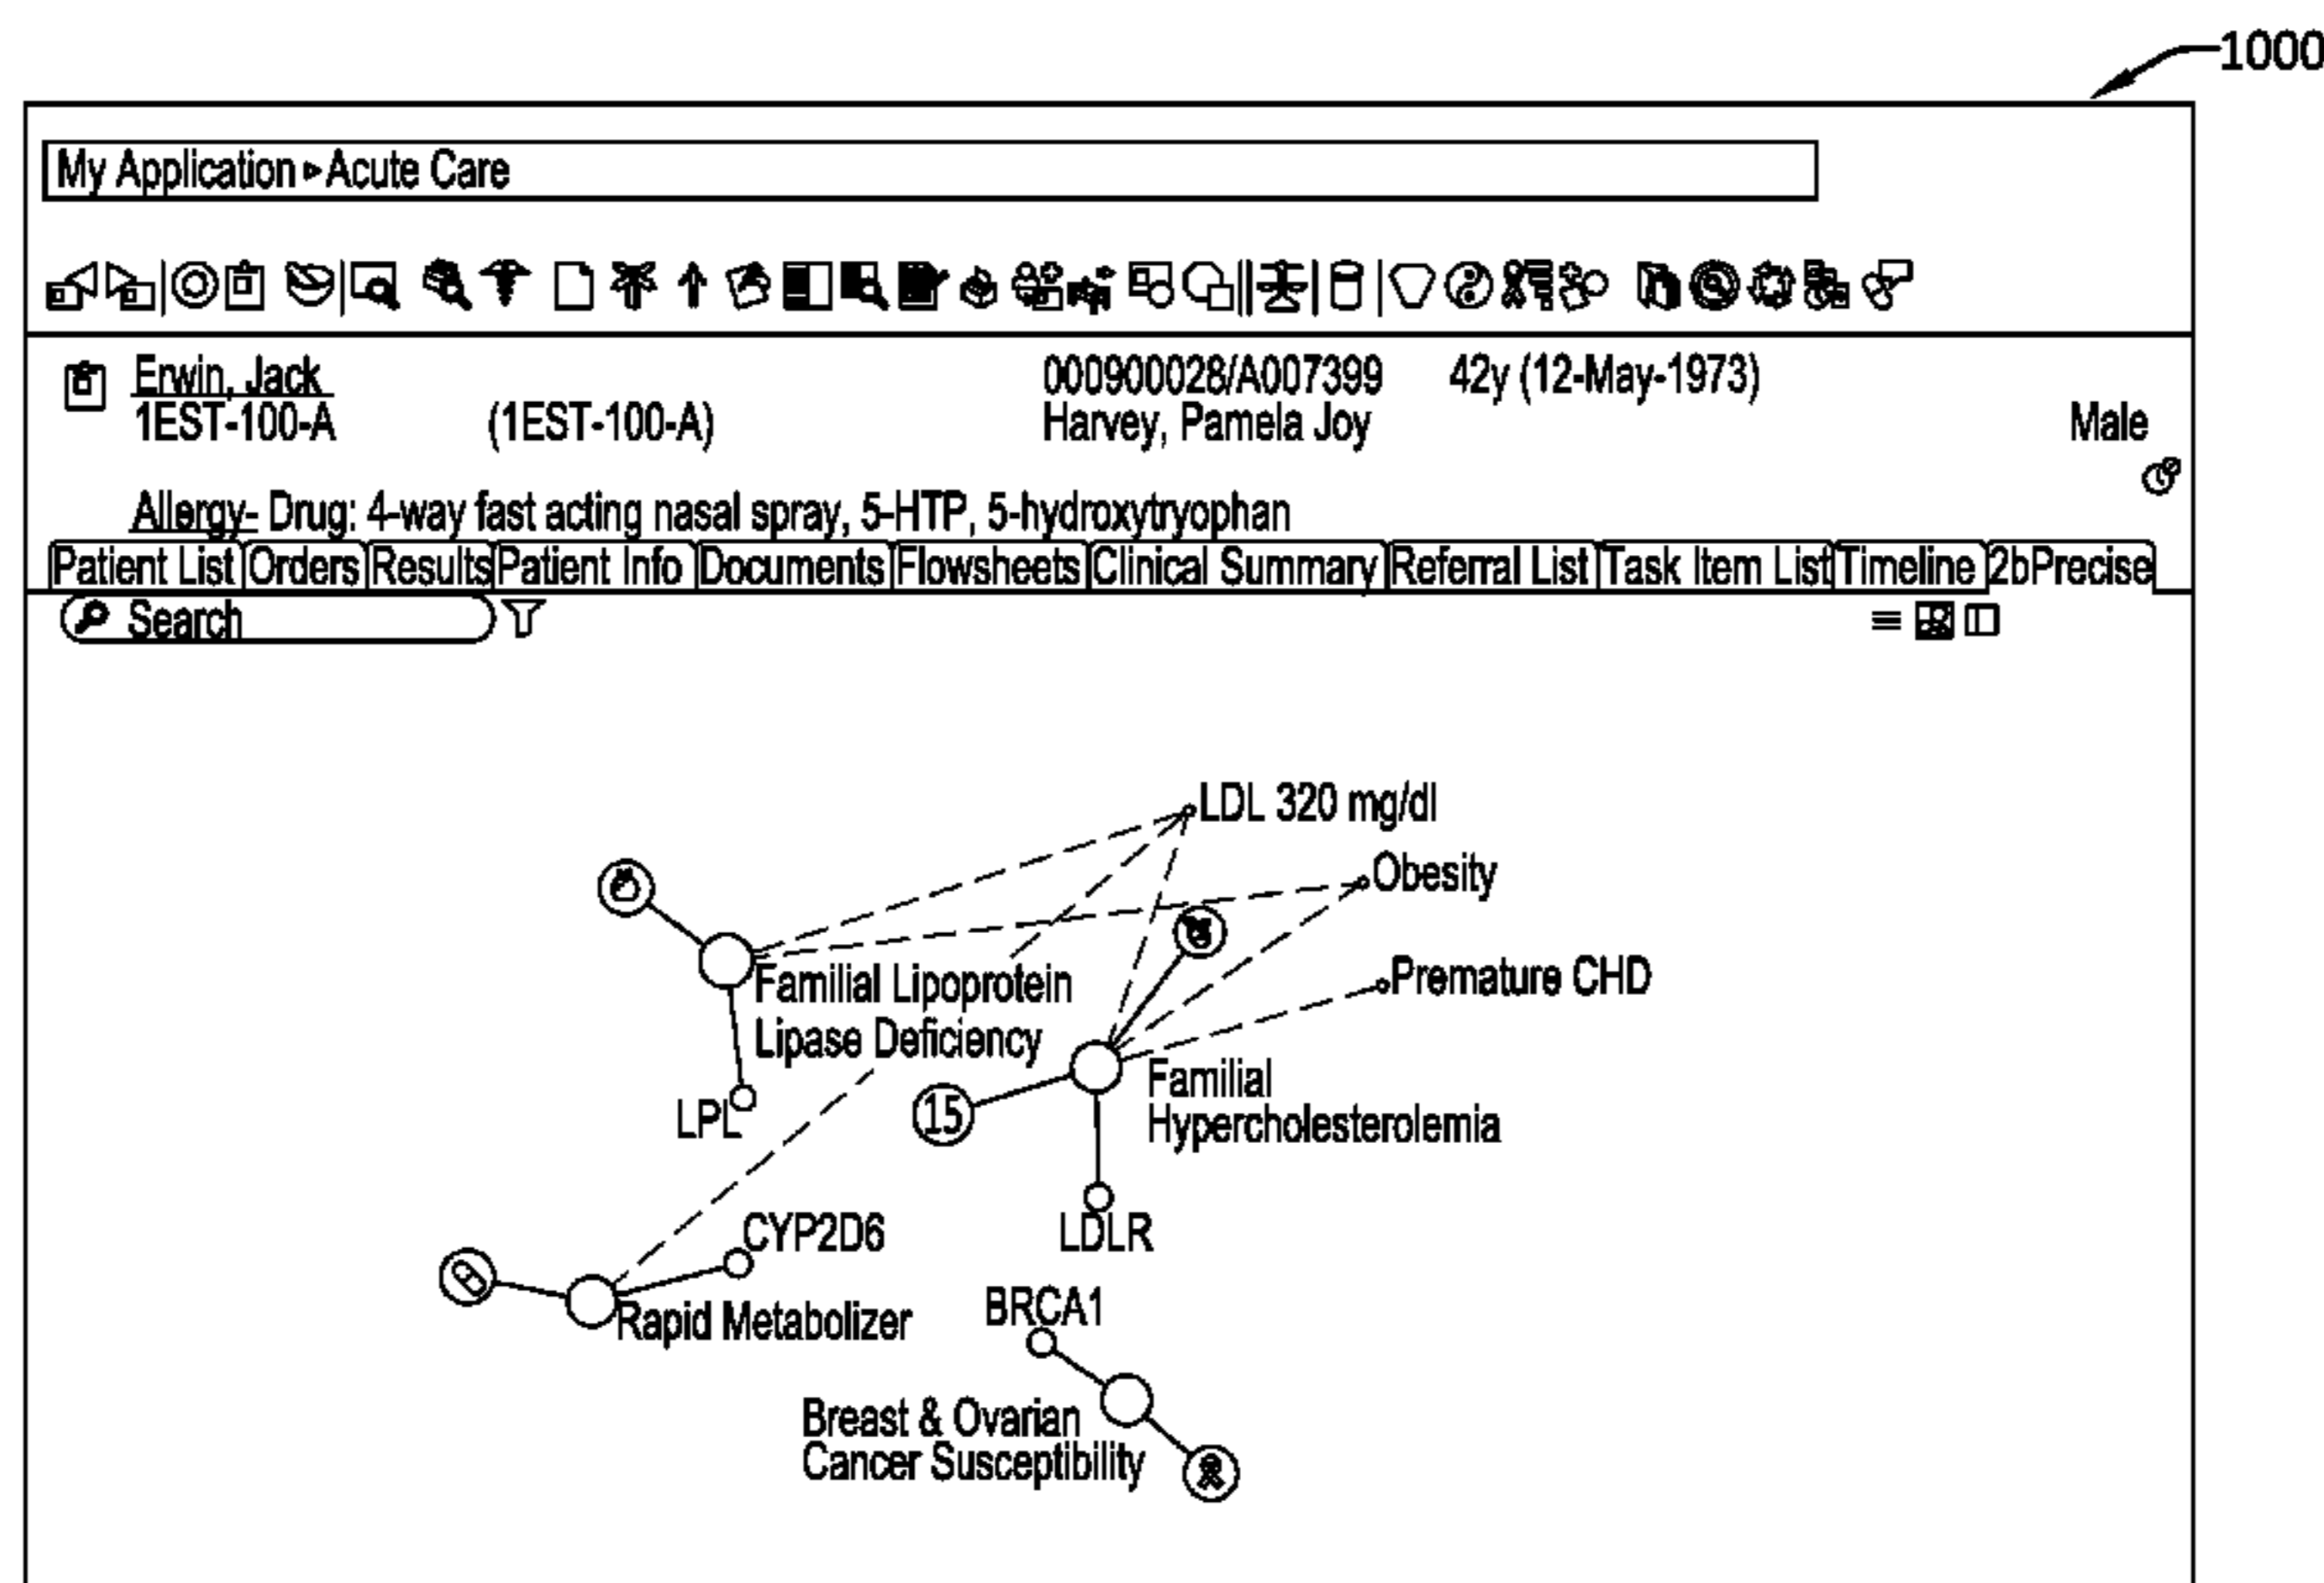 1000
My Application ▸ Acute Care
Erwin, Jack 000900028/A007399 42y (12-May-1973)
1EST-100-A (1EST-100-A) Harvey, Pamela Joy Male
Allergy- Drug: 4-way fast acting nasal spray, 5-HTP, 5-hydroxytryophan
Patient List Orders Results Patient Info Documents Flowsheets Clinical Summary Referral List Task Item List Timeline 2bPrecise
Search
LDL 320 mg/dl
Obesity
Premature CHD
Familial Lipoprotein
Lipase Deficiency
Familial
Hypercholesterolemia
LPL
15
LDLR
CYP2D6
Rapid Metabolizer
BRCA1
Breast & Ovarian
Cancer Susceptibility